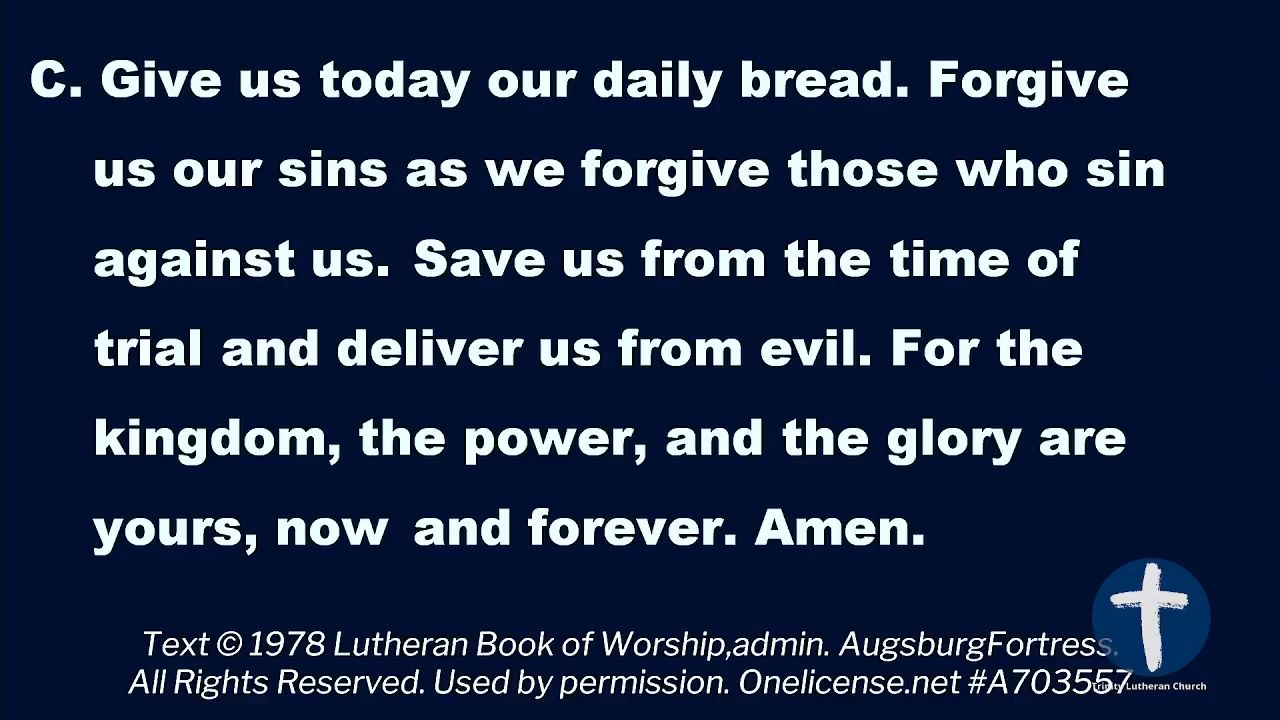 C. Give us today our daily bread. Forgive
us our sins as we forgive those who sin
against us. Save us from the time of
trial and deliver us from evil. For the
kingdom, the power, and the glory are
yours, now and forever. Amen.
Text © 1978 Lutheran Book of Worship,admin. AugsburgFortress.
All Rights Reserved. Used by permission. Onelicense.net #A703557
Trinity Lutheran Church